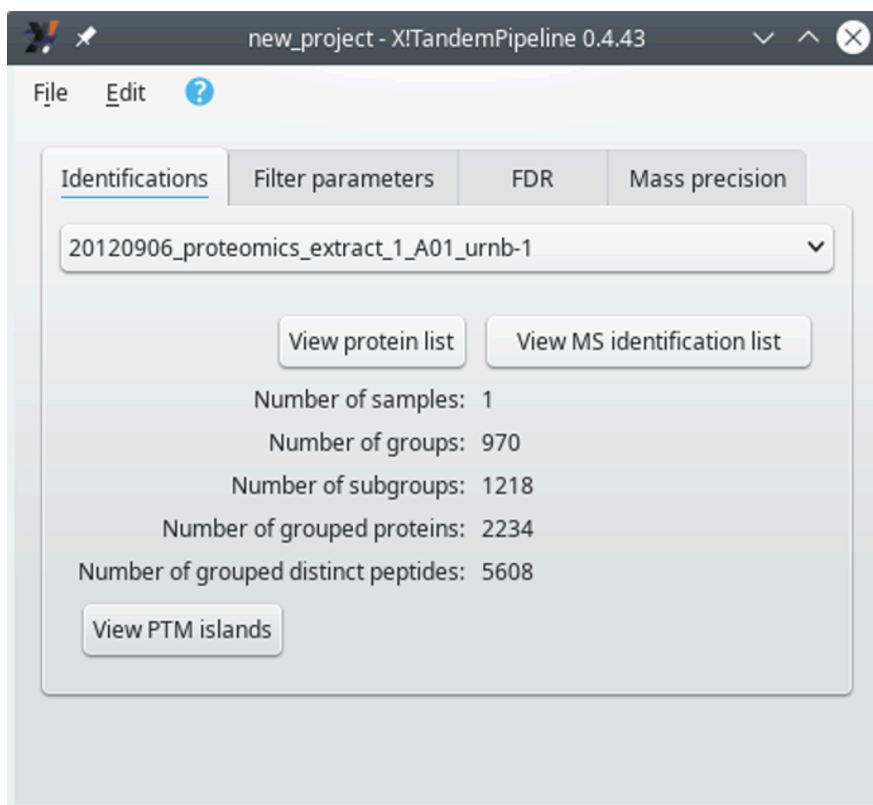 new_project - X!TandemPipeline 0.4.43
File Edit ?
Identifications Filter parameters FDR Mass precision
20120906_proteomics_extract_1_A01_urnb-1
View protein list View MS identification list
Number of samples: 1
Number of groups: 970
Number of subgroups: 1218
Number of grouped proteins: 2234
Number of grouped distinct peptides: 5608
View PTM islands